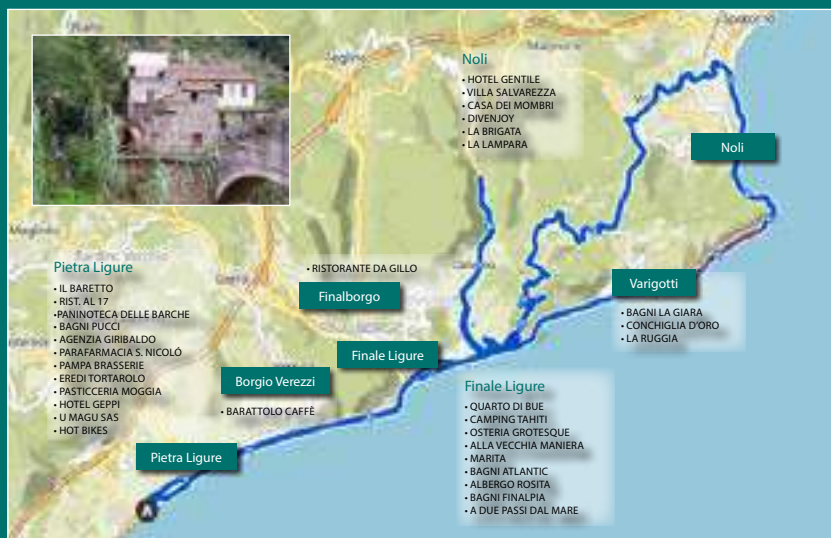 Noli
• HOTEL GENTILE
• VILLA SALVAREZZA
• CASA DEI MOMBRI
• DIVENJOY
• LA BRIGATA
• LA LAMPARA
Noli
Pietra Ligure
• IL BARETTO
• RIST. AL 17
•PANINOTECA DELLE BARCHE
• BAGNI PUCCI
• AGENZIA GIRIBALDO
• PARAFARMACIA S. NICOLÓ
• PAMPA BRASSERIE
• EREDI TORTAROLO
• PASTICCERIA MOGGIA
• HOTEL GEPPI
• U MAGU SAS
• HOT BIKES
• RISTORANTE DA GILLO
Finalborgo
Varigotti
• BAGNI LA GIARA
• CONCHIGLIA D'ORO
• LA RUGGIA
Finale Ligure
Borgio Verezzi
• BARATTOLO CAFFÈ
Finale Ligure
• QUARTO DI BUE
• CAMPING TAHITI
• OSTERIA GROTESQUE
• ALLA VECCHIA MANIERA
• MARITA
• BAGNI ATLANTIC
• ALBERGO ROSITA
• BAGNI FINALPIA
• A DUE PASSI DAL MARE
Pietra Ligure
A